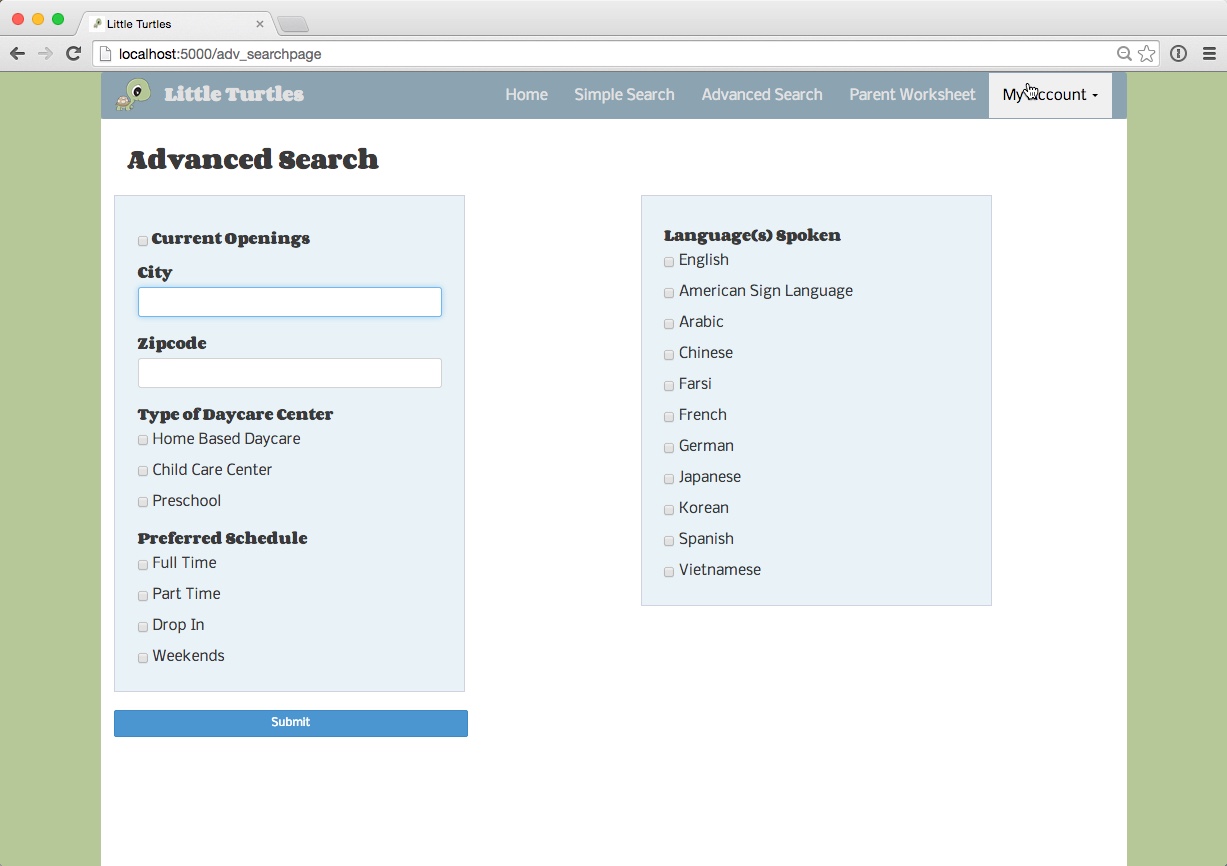 Little Turtles
localhost:5000/adv_searchpage
Little Turtles
Home Simple Search Advanced Search Parent Worksheet My Account
Advanced Search
Current Openings
City
Zipcode
Type of Daycare Center
Home Based Daycare
Child Care Center
Preschool
Preferred Schedule
Full Time
Part Time
Drop In
Weekends
Submit
Language(s) Spoken
English
American Sign Language
Arabic
Chinese
Farsi
French
German
Japanese
Korean
Spanish
Vietnamese